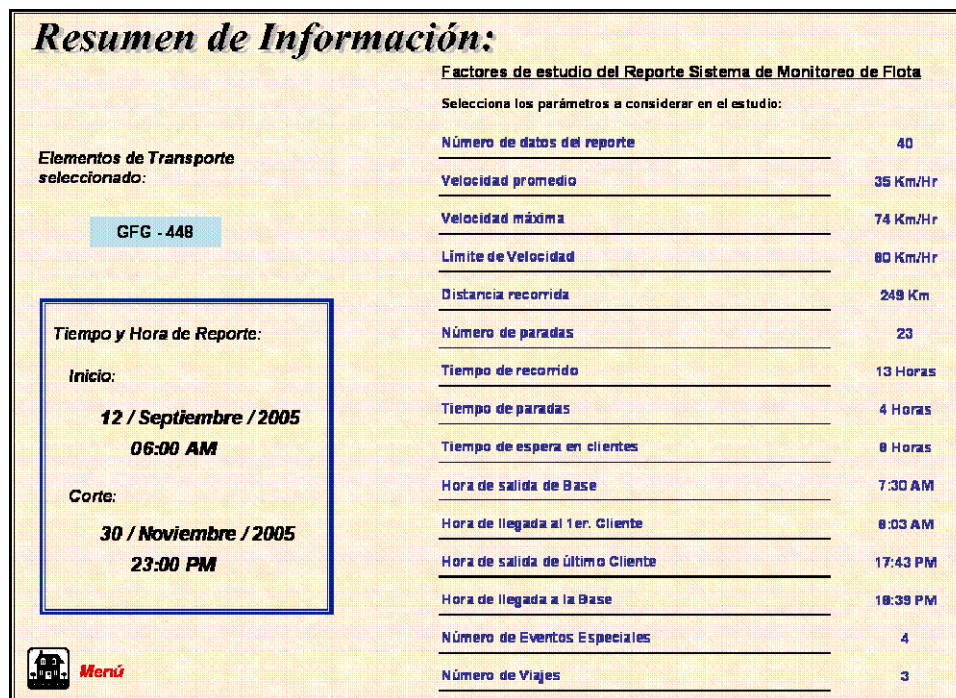 Resumen de Información:
Elementos de Transporte
seleccionado:
GFG - 448
Tiempo y Hora de Reporte:
Inicio:
12 / Septiembre / 2005
06:00 AM
Corte:
30 / Noviembre / 2005
23:00 PM
Menú
Factores de estudio del Reporte Sistema de Monitoreo de Flota
Selecciona los parámetros a considerar en el estudio:
Número de datos del reporte 40
Velocidad promedio 35 Km/Hr
Velocidad máxima 74 Km/Hr
Límite de Velocidad 80 Km/Hr
Distancia recorrida 249 Km
Número de paradas 23
Tiempo de recorrido 13 Horas
Tiempo de paradas 4 Horas
Tiempo de espera en clientes 8 Horas
Hora de salida de Base 7:30 AM
Hora de llegada al 1er. Cliente 8:03 AM
Hora de salida de último Cliente 17:43 PM
Hora de llegada a la Base 18:39 PM
Número de Eventos Especiales 4
Número de Viajes 3